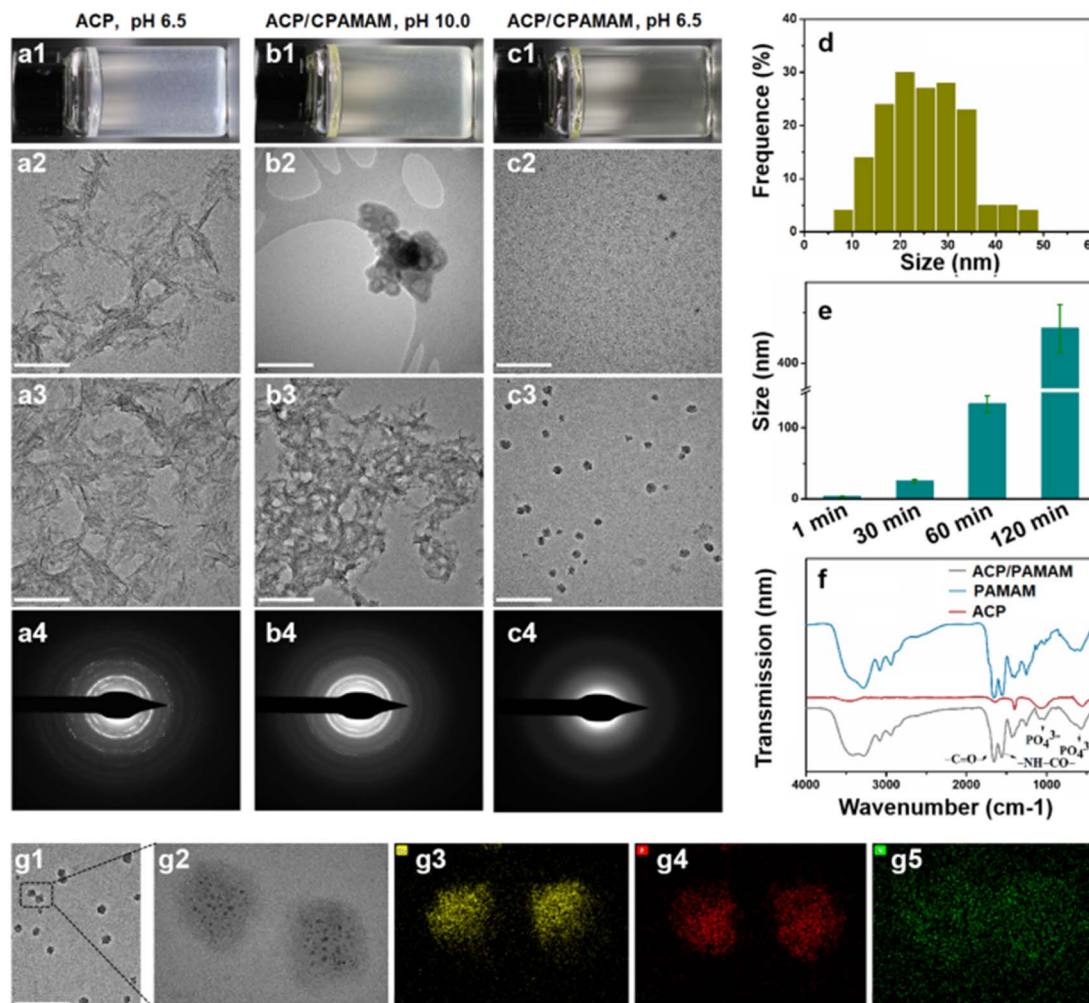 ACP, pH 6.5
ACP/CPAMAM, pH 10.0
ACP/CPAMAM, pH 6.5
a1
b1
c1
a2
b2
c2
a3
b3
c3
a4
b4
c4
d
Frequence (%)
40
30
20
10
0
0 10 20 30 40 50 60
Size (nm)
e
Size (nm)
400
100
0
1 min
30 min
60 min
120 min
f
ACP/PAMAM
PAMAM
ACP
Transmission (nm)
PO₄³⁻
PO₄³
–C=O–
–NH–CO–
4000 3000 2000 1000
Wavenumber (cm-1)
g1
g2
g3
g4
g5